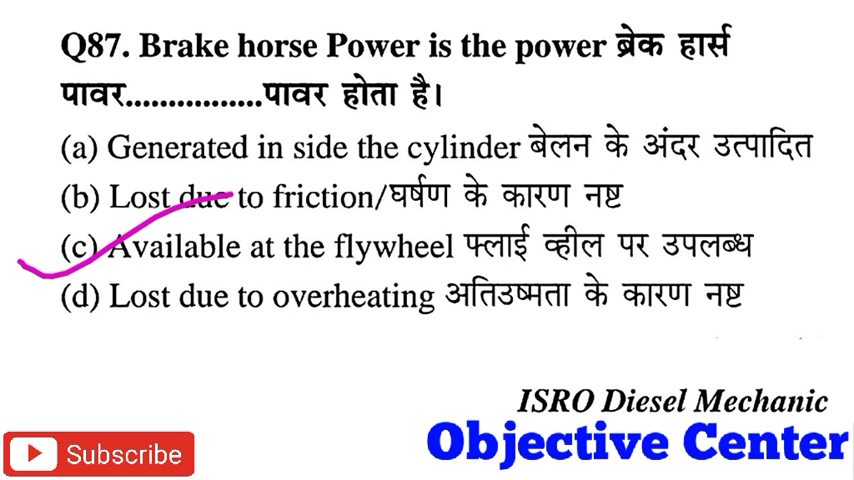 Q87. Brake horse Power is the power ब्रेक हार्स
पावर................पावर होता है।
(a) Generated in side the cylinder बेलन के अंदर उत्पादित
(b) Lost due to friction/घर्षण के कारण नष्ट
(c) Available at the flywheel फ्लाई व्हील पर उपलब्ध
(d) Lost due to overheating अतिउष्मता के कारण नष्ट
ISRO Diesel Mechanic
Objective Center
Subscribe